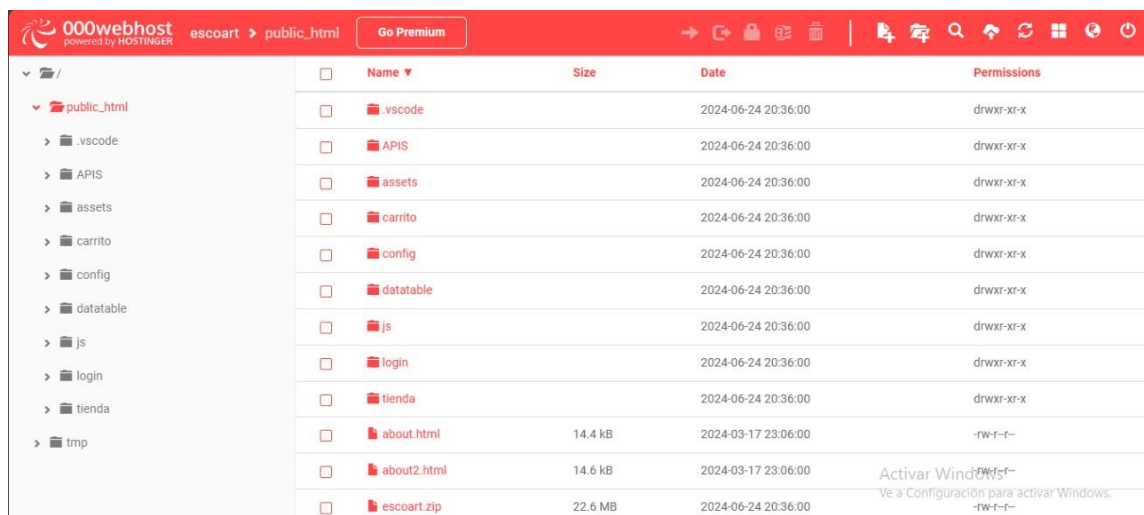 000webhost
powered by HOSTINGER
escoart > public_html
Go Premium
/
public_html
.vscode
APIS
assets
carrito
config
datatable
js
login
tienda
tmp
Name ▼ Size Date Permissions
.vscode 2024-06-24 20:36:00 drwxr-xr-x
APIS 2024-06-24 20:36:00 drwxr-xr-x
assets 2024-06-24 20:36:00 drwxr-xr-x
carrito 2024-06-24 20:36:00 drwxr-xr-x
config 2024-06-24 20:36:00 drwxr-xr-x
datatable 2024-06-24 20:36:00 drwxr-xr-x
js 2024-06-24 20:36:00 drwxr-xr-x
login 2024-06-24 20:36:00 drwxr-xr-x
tienda 2024-06-24 20:36:00 drwxr-xr-x
about.html 14.4 kB 2024-03-17 23:06:00 -rw-r--r--
about2.html 14.6 kB 2024-03-17 23:06:00 -rw-r--r--
escoart.zip 22.6 MB 2024-06-24 20:36:00 -rw-r--r--
Activar Windows
Ve a Configuración para activar Windows.